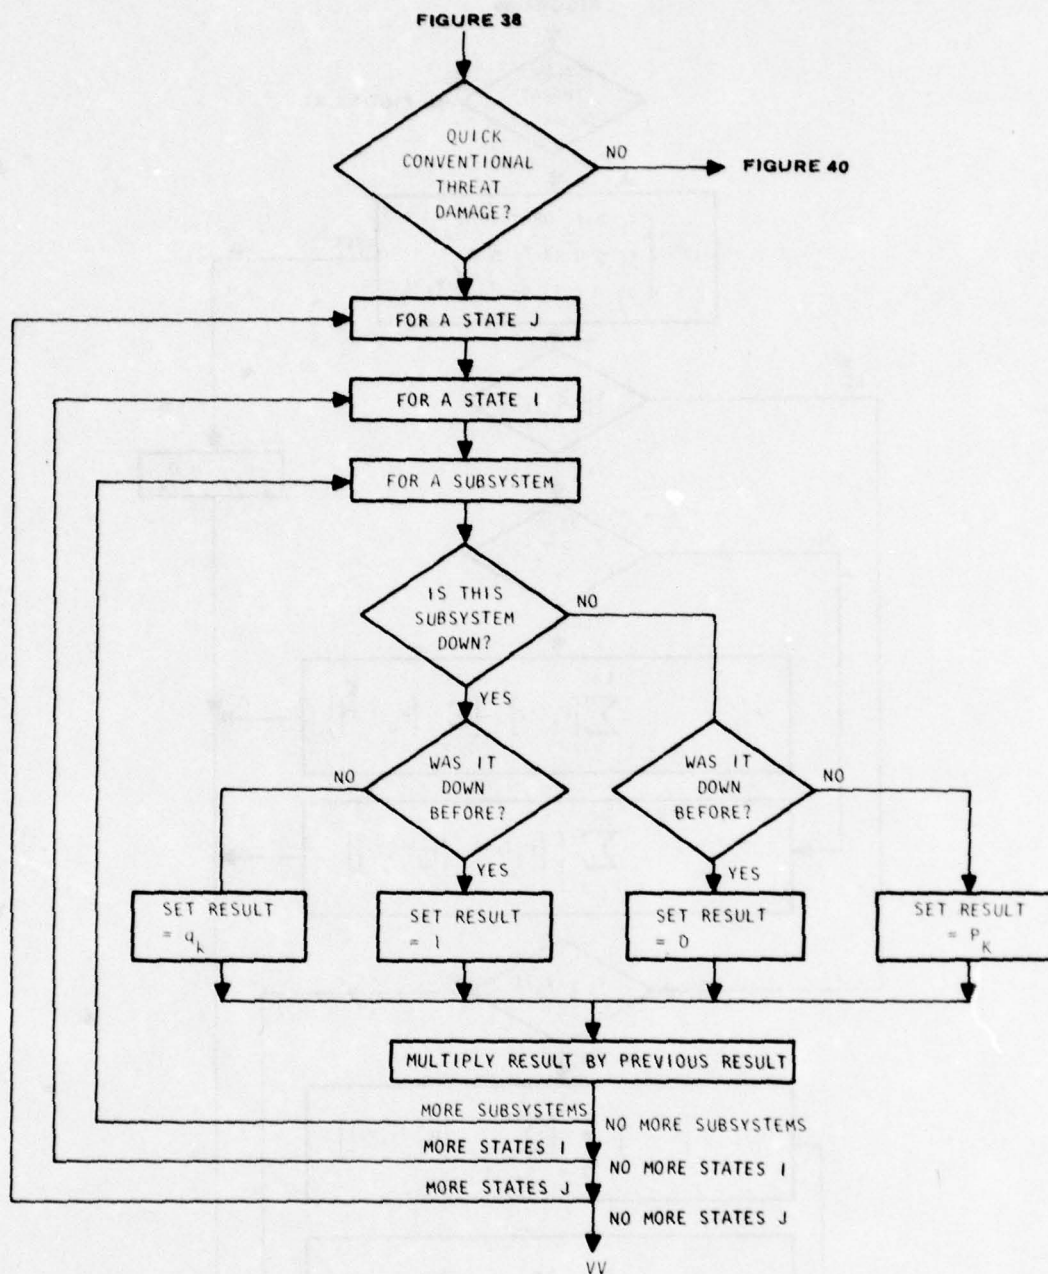 FIGURE 38
QUICK
CONVENTIONAL
THREAT
DAMAGE?
NO
FIGURE 40
FOR A STATE J
FOR A STATE I
FOR A SUBSYSTEM
IS THIS
SUBSYSTEM
DOWN?
NO
YES
NO
WAS IT
DOWN
BEFORE?
WAS IT
DOWN
BEFORE?
NO
YES
YES
SET RESULT
= q_k
SET RESULT
= 1
SET RESULT
= 0
SET RESULT
= P_K
MULTIPLY RESULT BY PREVIOUS RESULT
MORE SUBSYSTEMS
NO MORE SUBSYSTEMS
MORE STATES I
NO MORE STATES I
MORE STATES J
NO MORE STATES J
VV